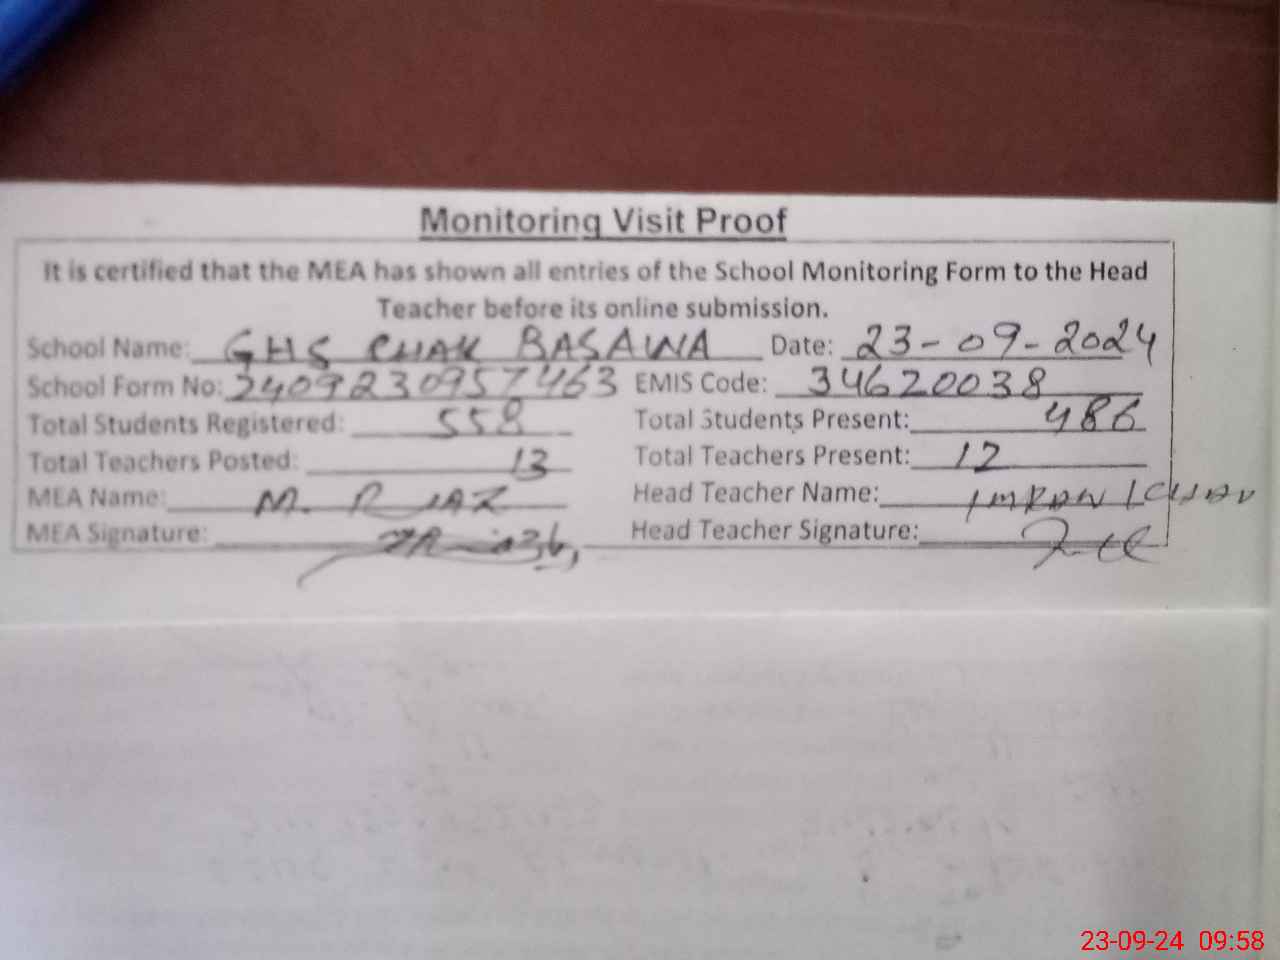 Monitoring Visit Proof
It is certified that the MEA has shown all entries of the School Monitoring Form to the Head
Teacher before its online submission.
School Name: GHS CHAK BASAWA Date: 23-09-2024
School Form No: 2409230957463 EMIS Code: 34620038
Total Students Registered: 558 Total Students Present: 486
Total Teachers Posted: 13 Total Teachers Present: 12
MEA Name: M. RIAZ Head Teacher Name: IMRAN
MEA Signature: Head Teacher Signature:
23-09-24 09:58